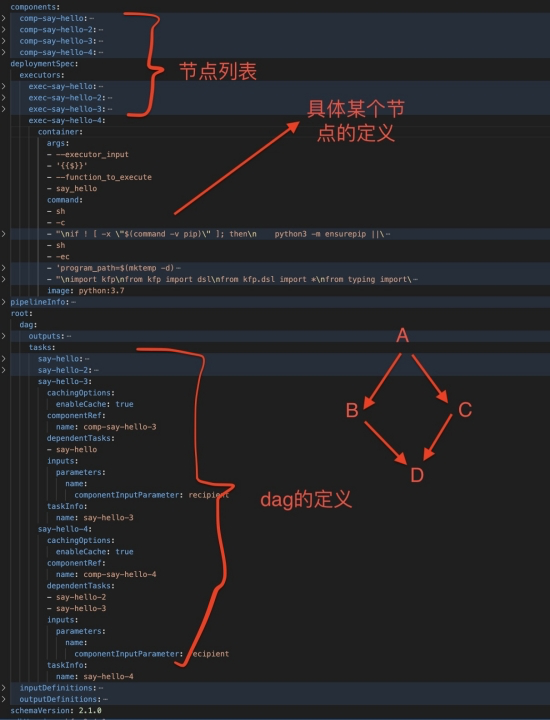 components:
comp-say-hello:
comp-say-hello-2:
comp-say-hello-3:
comp-say-hello-4:
节点列表
deploymentSpec:
executors:
exec-say-hello:
exec-say-hello-2:
exec-say-hello-3:
exec-say-hello-4:
具体某个节
点的定义
container:
args:
- --executor_input
- '{{$}}'
- --function_to_execute
- say_hello
command:
- sh
- -c
- "\nif ! [ -x \"$(command -v pip)\" ]; then\n    python3 -m ensurepip ||\
- sh
- -ec
- 'program_path=$(mktemp -d)
- "\nimport kfp\nfrom kfp import dsl\nfrom kfp.dsl import *\nfrom typing import\
image: python:3.7
pipelineInfo:
root:
dag:
outputs:
tasks:
say-hello:
say-hello-2:
say-hello-3:
cachingOptions:
enableCache: true
componentRef:
name: comp-say-hello-3
dependentTasks:
- say-hello
inputs:
parameters:
name:
componentInputParameter: recipient
taskInfo:
name: say-hello-3
say-hello-4:
cachingOptions:
enableCache: true
componentRef:
name: comp-say-hello-4
dependentTasks:
- say-hello-2
- say-hello-3
inputs:
parameters:
name:
componentInputParameter: recipient
taskInfo:
name: say-hello-4
A
B
C
D
dag的定义
inputDefinitions:
outputDefinitions:
schemaVersion: 2.1.0